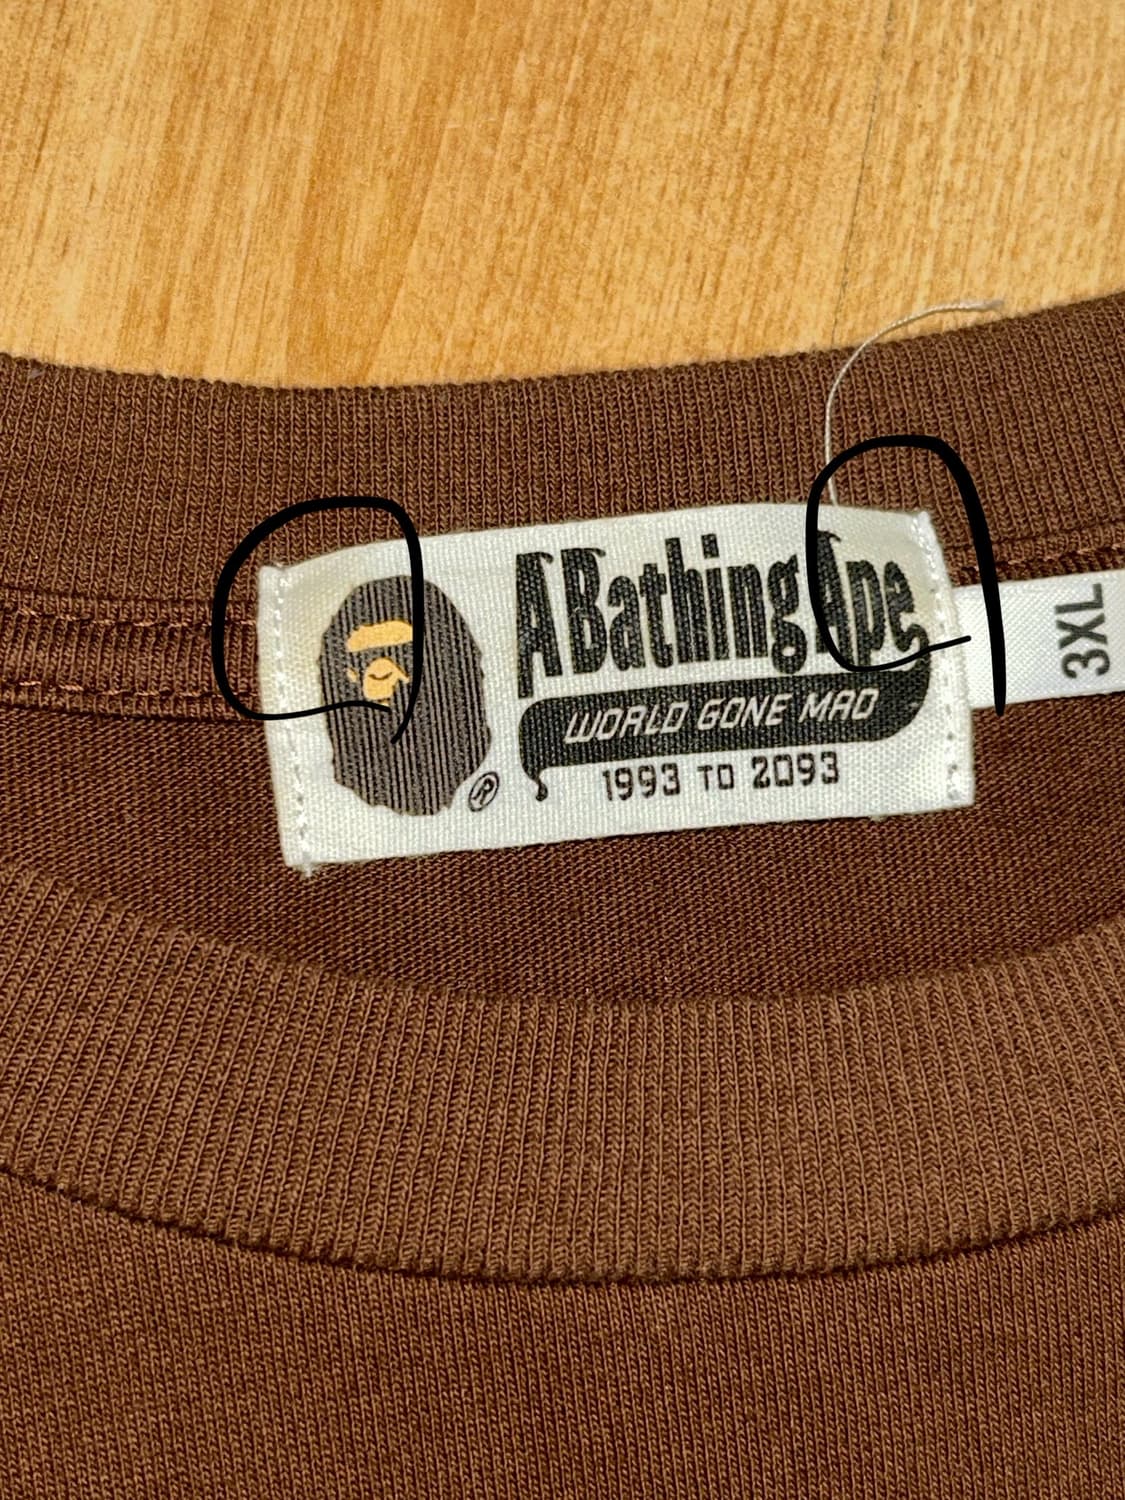 A Bathing Ape
®
WORLD GONE MAD
1993 TO 2093
3XL